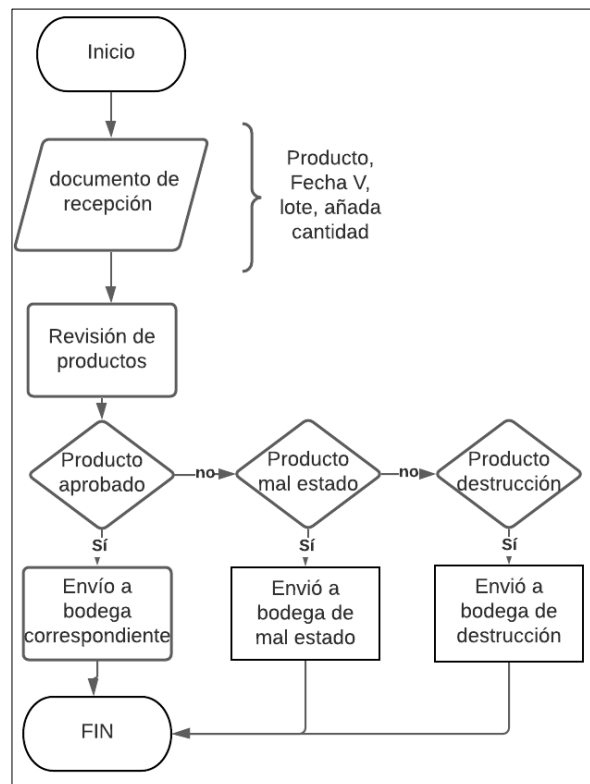 Inicio
documento de
recepción
Producto,
Fecha V,
lote, añada
cantidad
Revisión de
productos
Producto
aprobado
no
Producto
mal estado
no
Producto
destrucción
Sí
Sí
Sí
Envío a
bodega
correspondiente
Envió a
bodega de
mal estado
Envió a
bodega de
destrucción
FIN